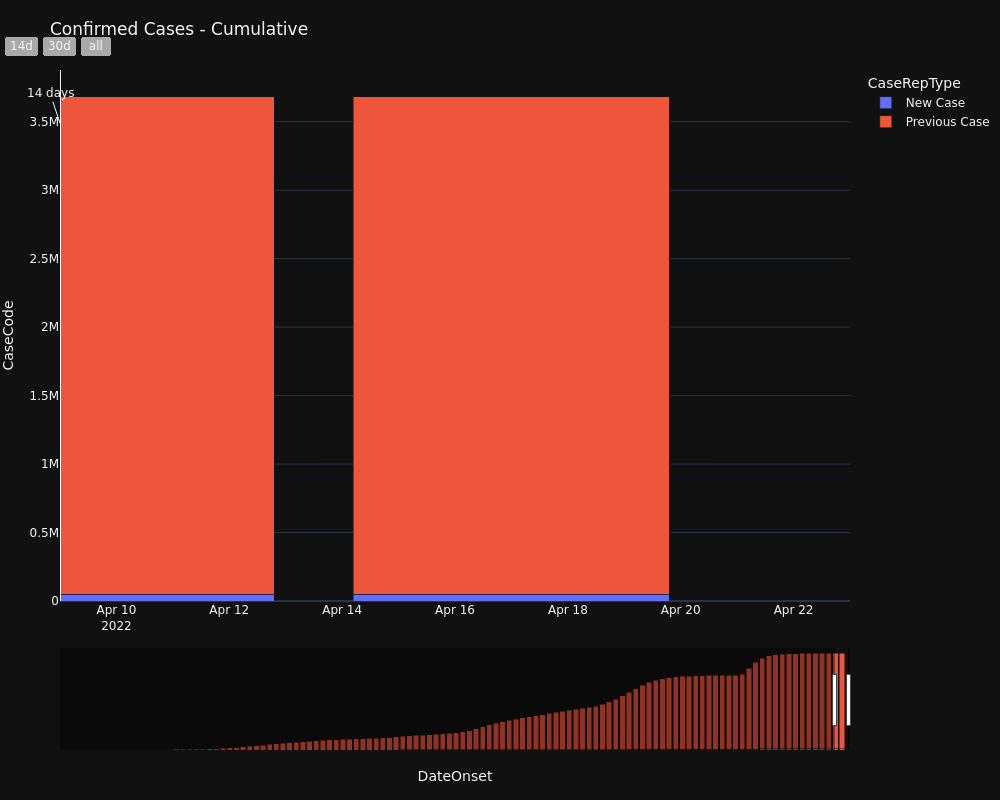 Confirmed Cases - Cumulative
14d 30d all
14 days
CaseRepType
New Case
Previous Case
3.5M
3M
2.5M
2M
1.5M
1M
0.5M
0
CaseCode
Apr 10 Apr 12 Apr 14 Apr 16 Apr 18 Apr 20 Apr 22
2022
DateOnset